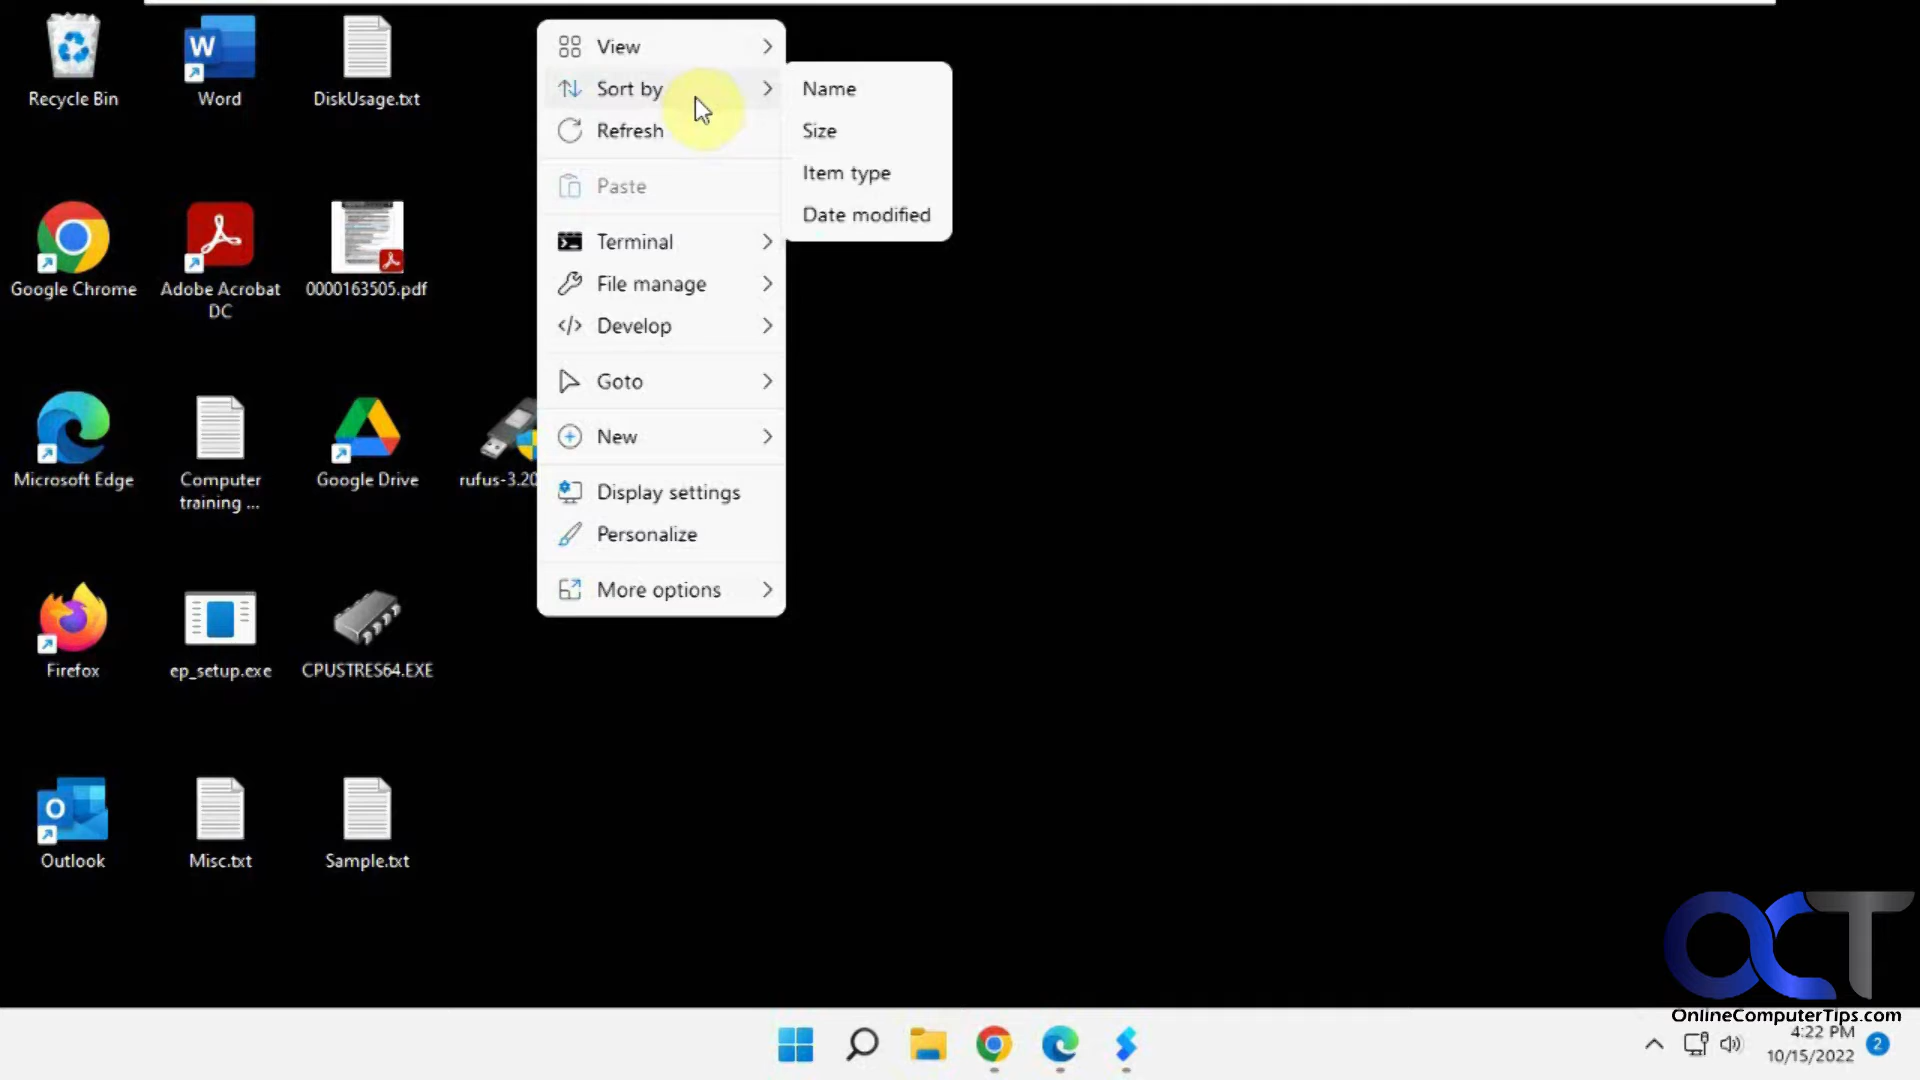 Recycle Bin
Word
DiskUsage.txt
Google Chrome
Adobe Acrobat
DC
0000163505.pdf
Microsoft Edge
Computer
training ...
Google Drive
rufus-3.20
Firefox
ep_setup.exe
CPUSTRES64.EXE
Outlook
Misc.txt
Sample.txt
View
Sort by
Refresh
Paste
Terminal
File manage
Develop
Goto
New
Display settings
Personalize
More options
Name
Size
Item type
Date modified
OCT
OnlineComputerTips.com
4:22 PM
10/15/2022
2